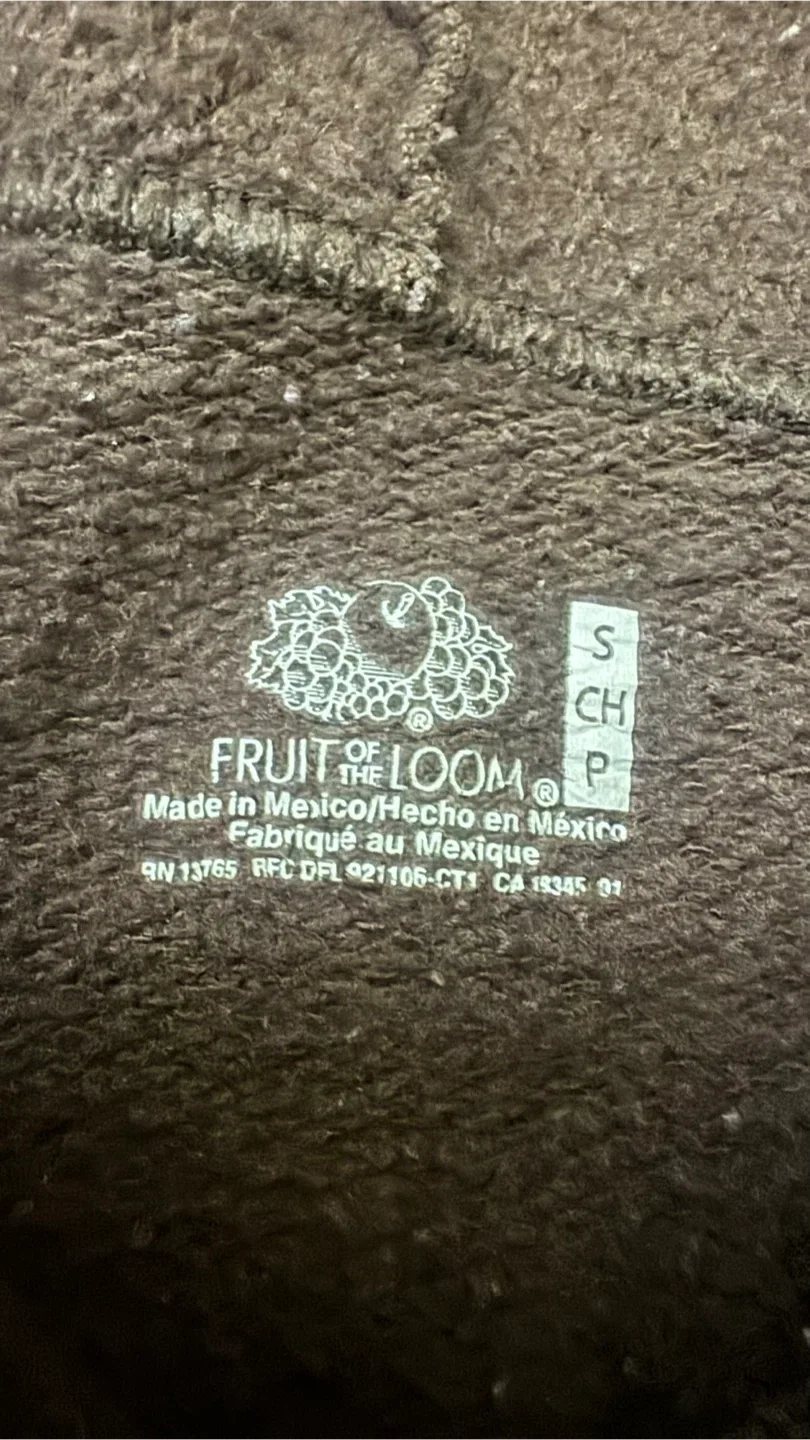 FRUIT OF THE LOOM®
S
CH
P
Made in Mexico/Hecho en México
Fabriqué au Mexique
RN 13765 RFC DFL 921106-CT1 CA 19345 01